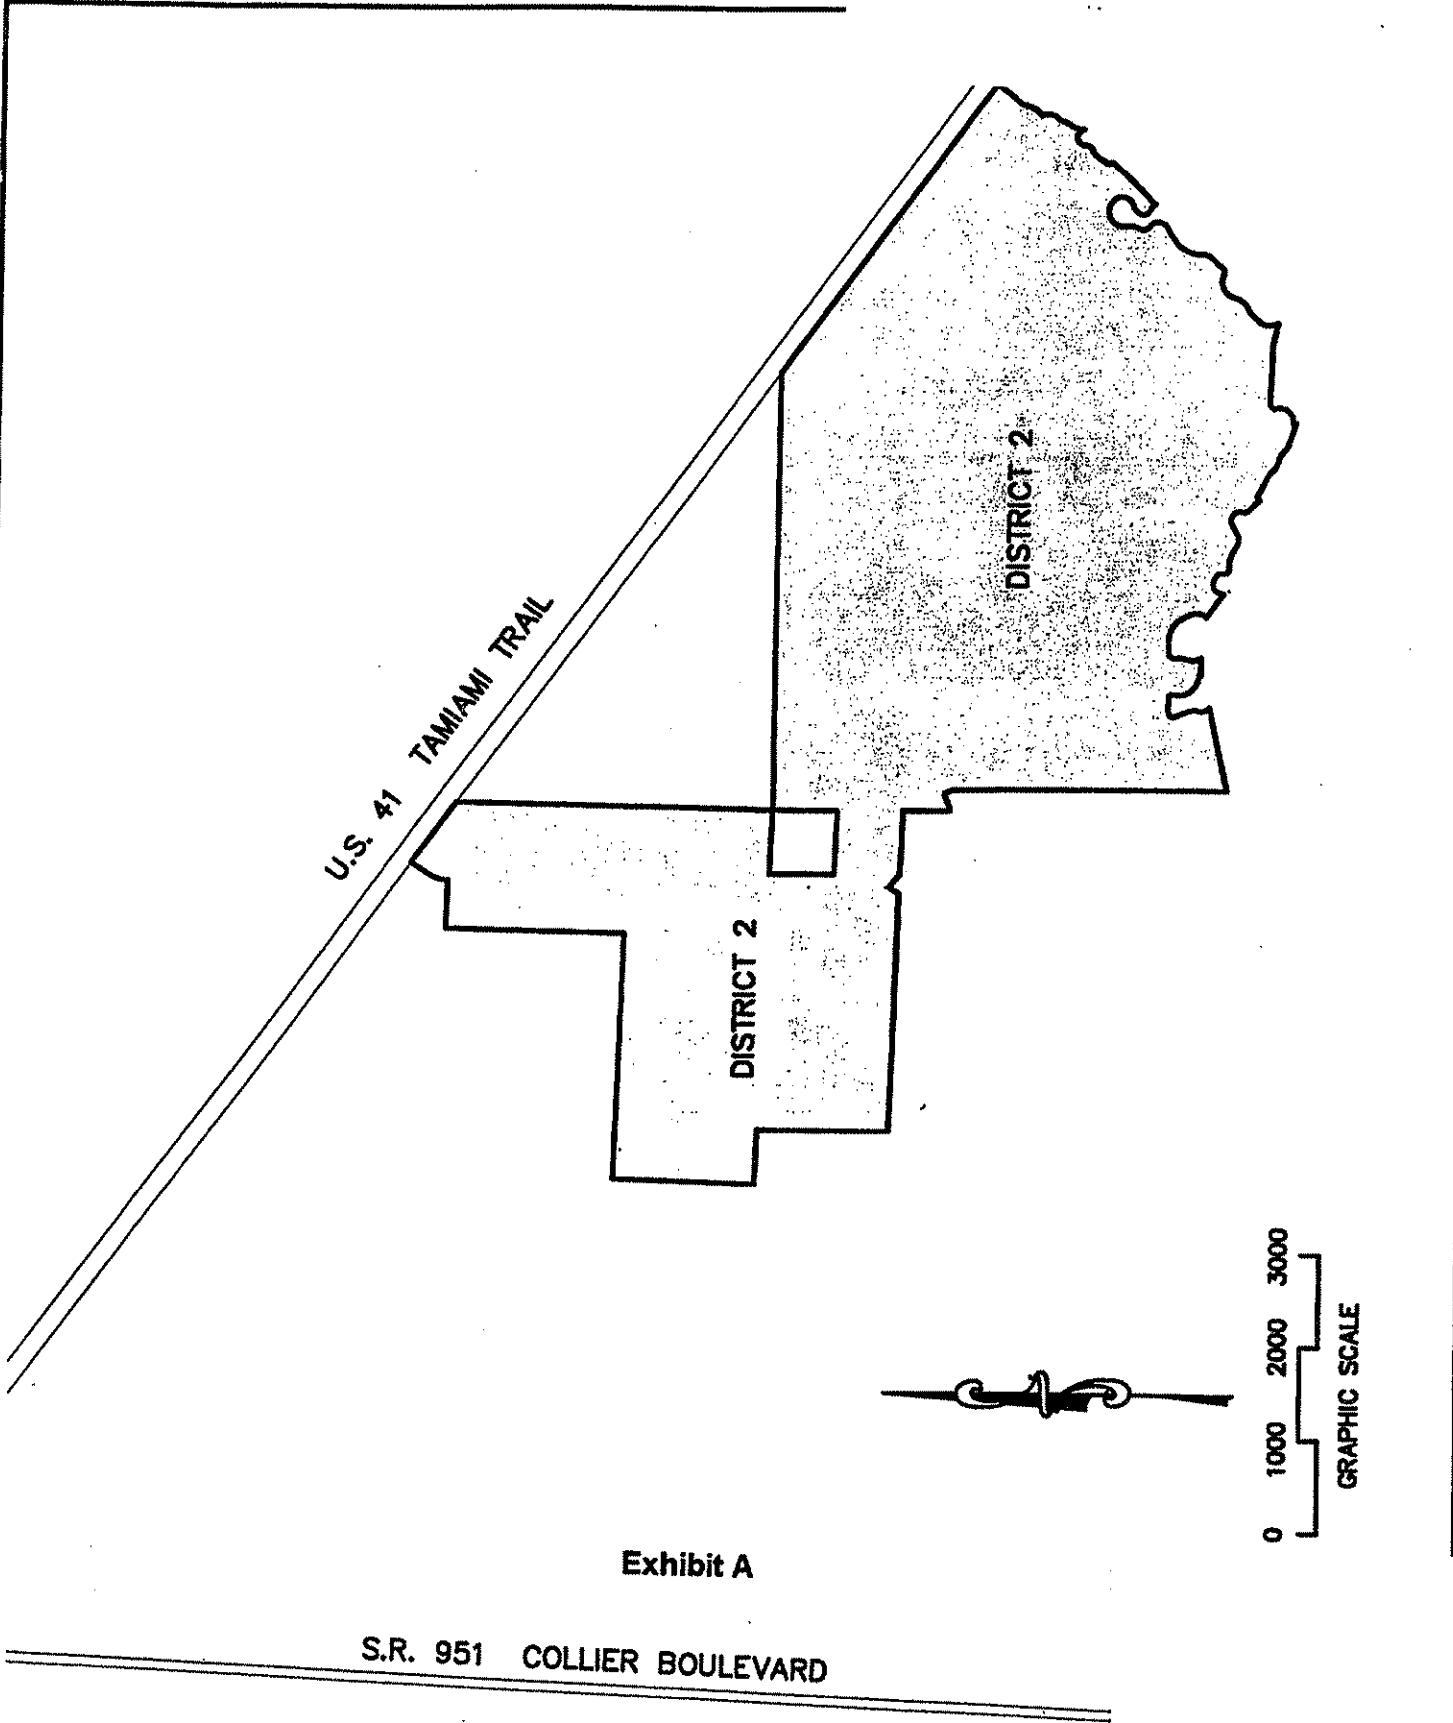 U.S. 41 TAMIAMI TRAIL
DISTRICT 2
DISTRICT 2
0 1000 2000 3000
GRAPHIC SCALE
Exhibit A
S.R. 951 COLLIER BOULEVARD